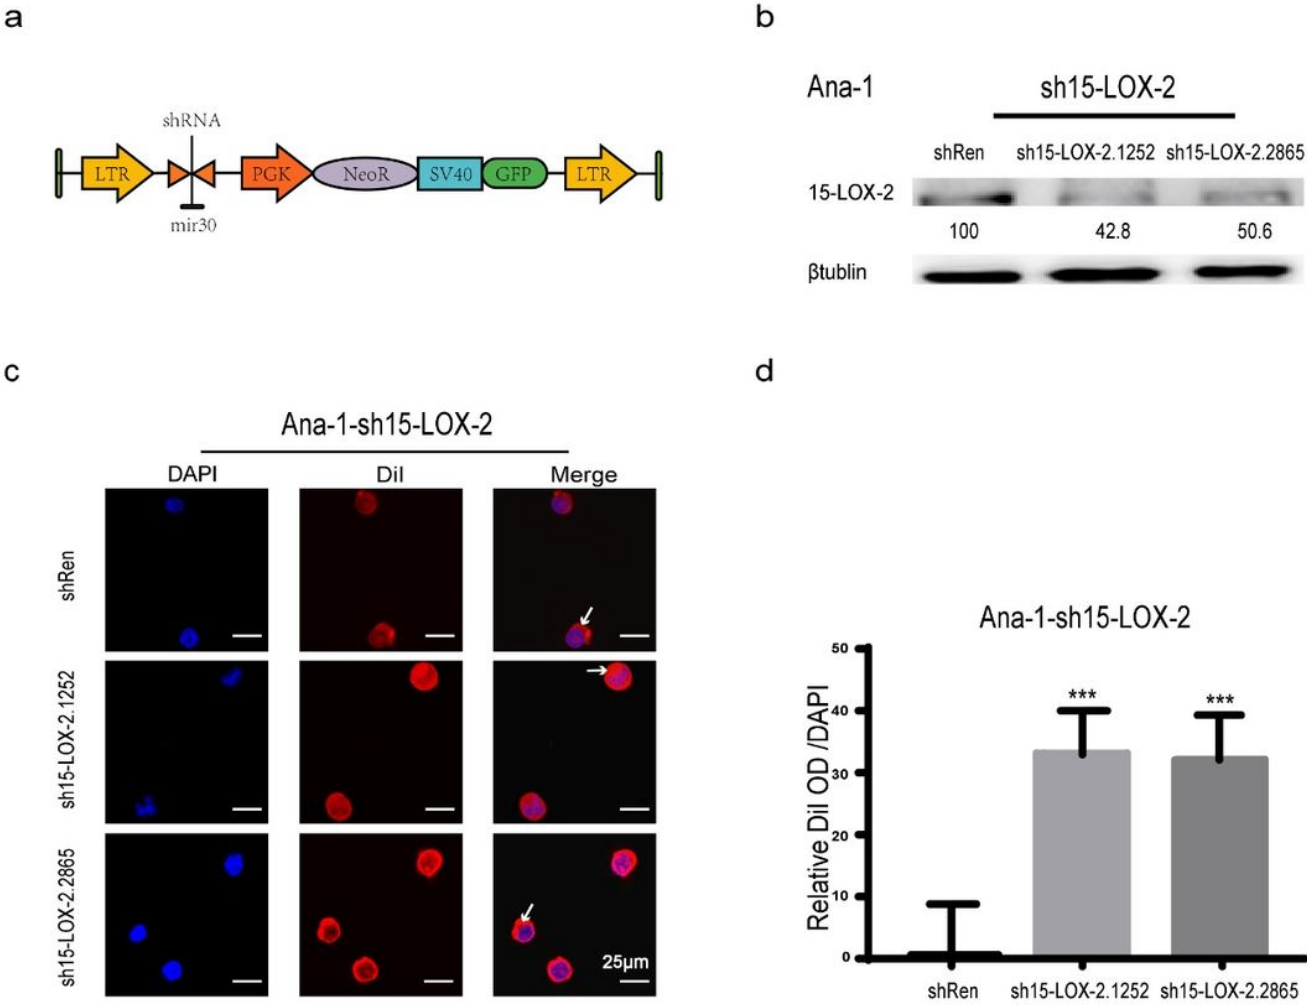 a
shRNA
LTR
PGK
NeoR
SV40
GFP
LTR
mir30
b
Ana-1
sh15-LOX-2
shRen
sh15-LOX-2.1252
sh15-LOX-2.2865
15-LOX-2
100
42.8
50.6
βtublin
c
Ana-1-sh15-LOX-2
DAPI
DiI
Merge
shRen
sh15-LOX-2.1252
sh15-LOX-2.2865
25μm
d
Ana-1-sh15-LOX-2
Relative DiI OD /DAPI
50
40
30
20
10
0
***
***
shRen
sh15-LOX-2.1252
sh15-LOX-2.2865